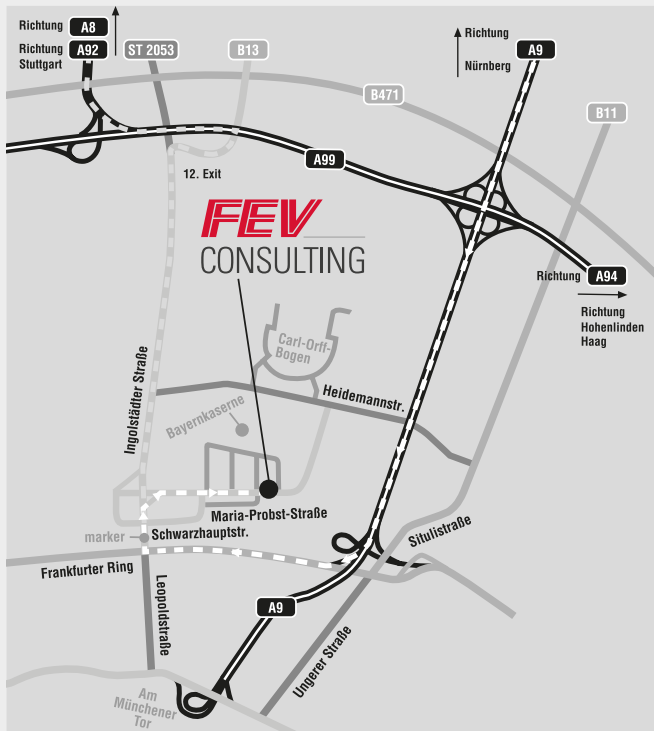 Richtung
A8
Richtung
A92
Stuttgart
ST 2053
B13
Richtung
Nürnberg
A9
B471
B11
A99
12. Exit
FEV
CONSULTING
Richtung
A94
Richtung
Hohenlinden
Haag
Carl-Orff-
Bogen
Heidemannstr.
Ingolstädter Straße
Bayernkaserne
Maria-Probst-Straße
marker
Schwarzhauptstr.
Situlistraße
Frankfurter Ring
Leopoldstraße
A9
Ungerer Straße
Am
Münchener
Tor